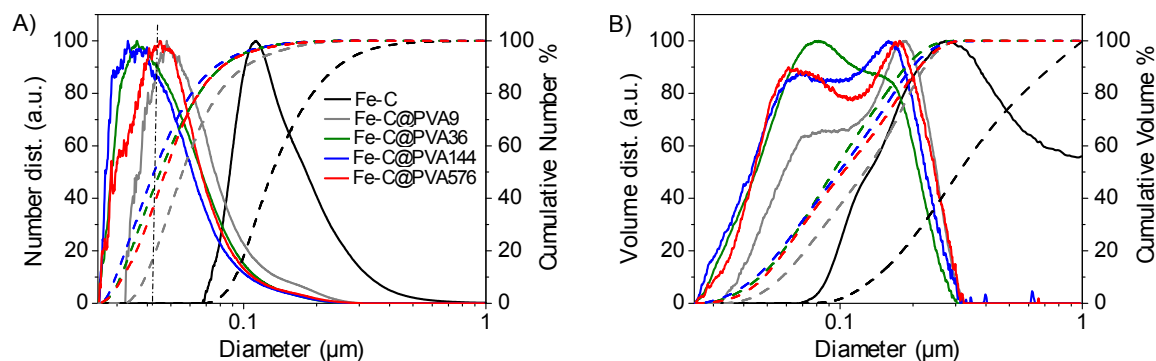 A)
Number dist. (a.u.)
100
80
60
40
20
0
0.1
1
Diameter (µm)
100
80
60
40
20
0
Cumulative Number %
Fe-C
Fe-C@PVA9
Fe-C@PVA36
Fe-C@PVA144
Fe-C@PVA576
B)
Volume dist. (a.u.)
100
80
60
40
20
0
0.1
1
Diameter (µm)
100
80
60
40
20
0
Cumulative Volume %